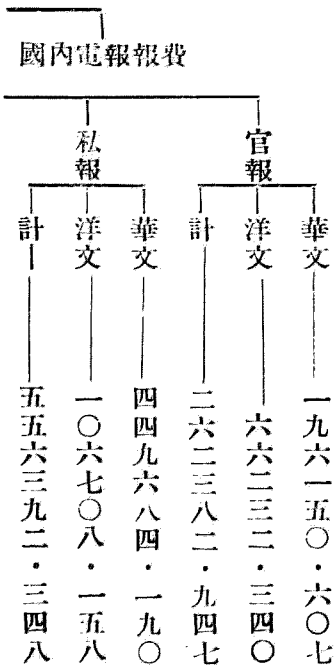 國內電報報費
官報
華文 一九六一五〇・六〇七
洋文 六六二三二・三四〇
計 二六二三八二・九四七
私報
華文 四四九六八四・一九〇
洋文 一〇六七〇八・一五八
計 五五六三九二・三四八